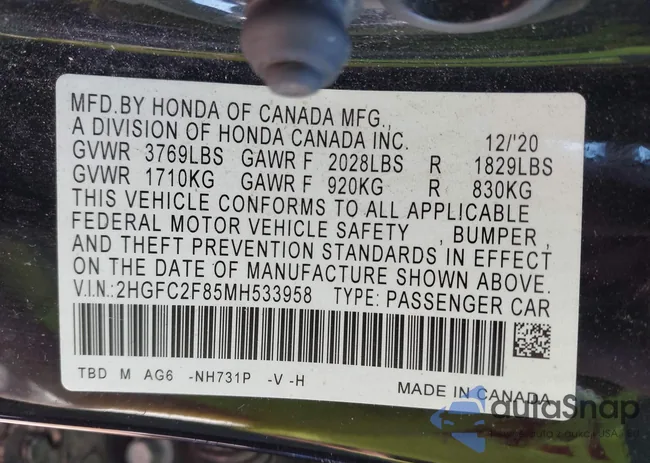 MFD.BY HONDA OF CANADA MFG.,
A DIVISION OF HONDA CANADA INC. 12/'20
GVWR 3769LBS GAWR F 2028LBS R 1829LBS
GVWR 1710KG GAWR F 920KG R 830KG
THIS VEHICLE CONFORMS TO ALL APPLICABLE
FEDERAL MOTOR VEHICLE SAFETY , BUMPER ,
AND THEFT PREVENTION STANDARDS IN EFFECT
ON THE DATE OF MANUFACTURE SHOWN ABOVE.
V.I.N.:2HGFC2F85MH533958 TYPE: PASSENGER CAR
TBD M AG6 -NH731P -V -H
MADE IN CANADA
autoSnap